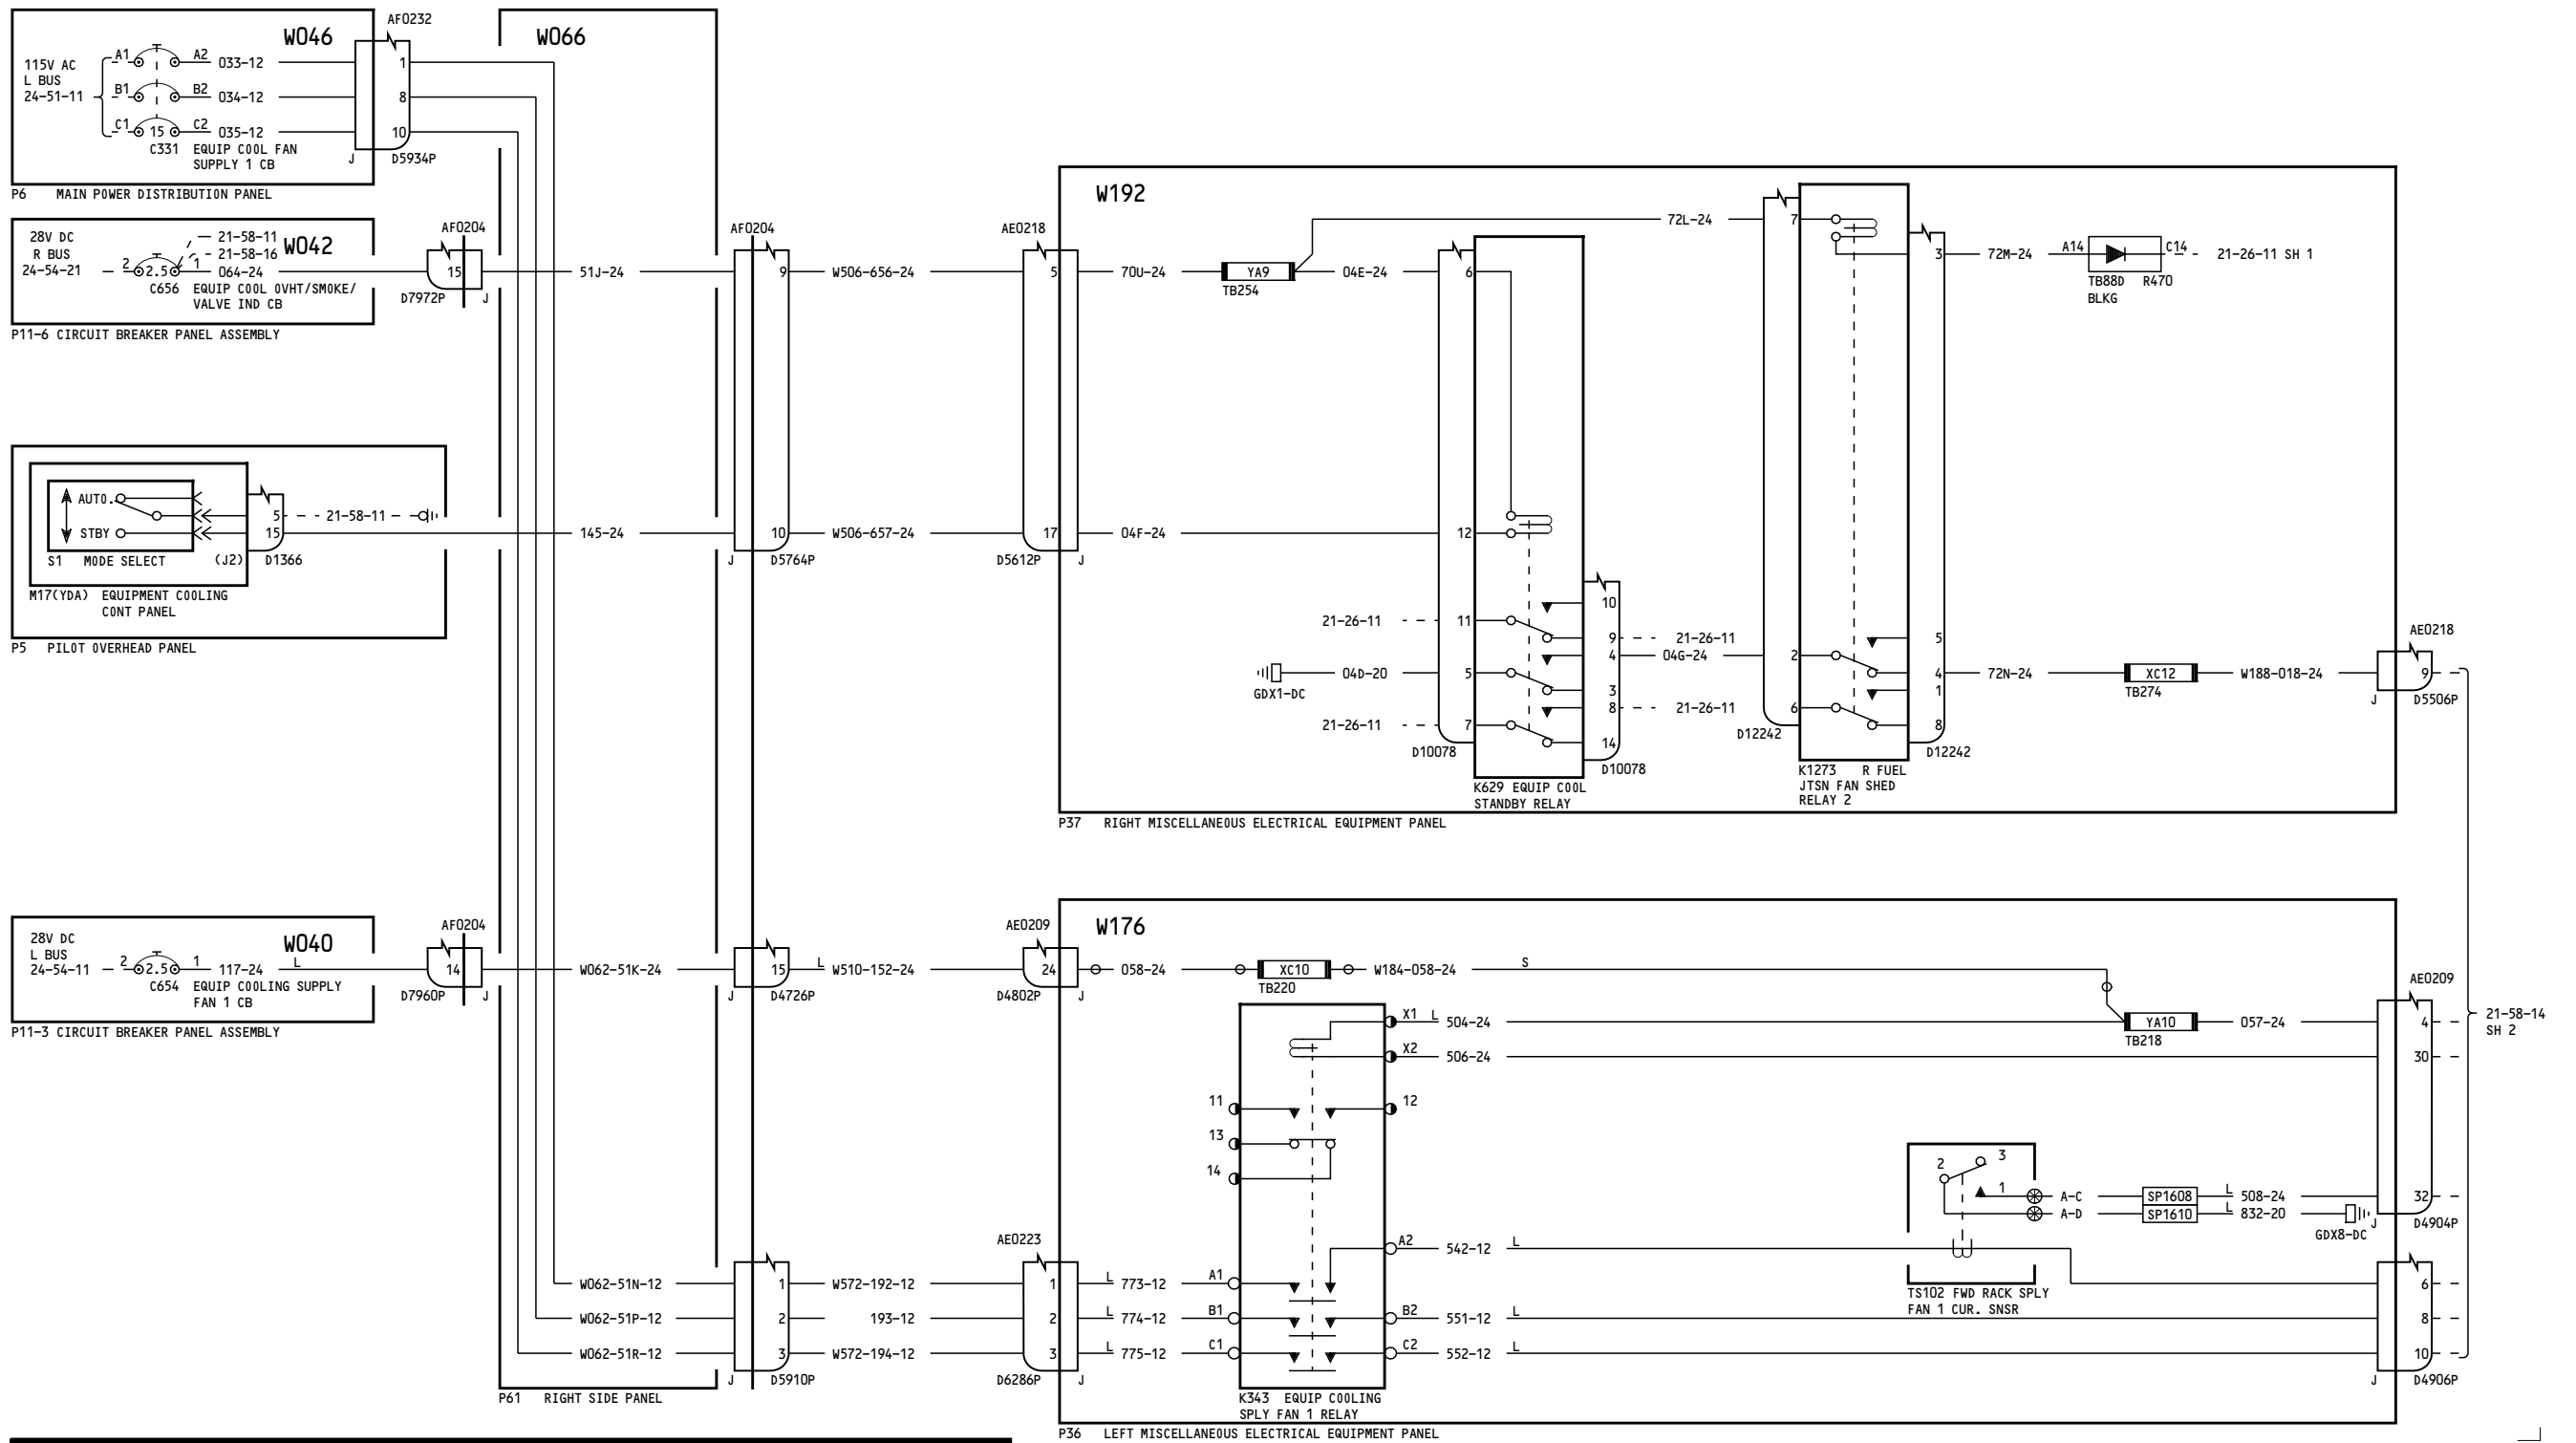 AF0232
W046
W066
115V AC
L BUS
24-51-11
A1
A2
033-12
1
B1
B2
034-12
8
C1
15
C2
035-12
10
C331
EQUIP COOL FAN
SUPPLY 1 CB
J
D5934P
P6
MAIN POWER DISTRIBUTION PANEL
W192
28V DC
R BUS
24-54-21
21-58-11
21-58-16
W042
2
2.5
1
064-24
C656
EQUIP COOL OVHT/SMOKE/
VALVE IND CB
P11-6 CIRCUIT BREAKER PANEL ASSEMBLY
AF0204
15
D7972P
J
51J-24
AF0204
9
W506-656-24
AE0218
5
70U-24
YA9
TB254
04E-24
6
72L-24
7
3
72M-24
A14
C14
21-26-11 SH 1
TB88D
R470
BLKG
AUTO
STBY
S1
MODE SELECT
(J2)
5
15
D1366
21-58-11
M17(YDA)
EQUIPMENT COOLING
CONT PANEL
P5
PILOT OVERHEAD PANEL
145-24
10
J
D5764P
W506-657-24
17
D5612P
J
04F-24
12
10
21-26-11
11
9
21-26-11
4
04G-24
2
5
GDX1-DC
04D-20
5
3
4
1
8
21-26-11
6
21-26-11
7
14
8
D10078
D10078
D12242
D12242
K629 EQUIP COOL
STANDBY RELAY
K1273
R FUEL
JTSN FAN SHED
RELAY 2
72N-24
XC12
TB274
W188-018-24
AE0218
9
J
D5506P
P37
RIGHT MISCELLANEOUS ELECTRICAL EQUIPMENT PANEL
28V DC
L BUS
24-54-11
W040
2
2.5
1
117-24
L
C654
EQUIP COOLING SUPPLY
FAN 1 CB
P11-3 CIRCUIT BREAKER PANEL ASSEMBLY
AF0204
14
D7960P
J
W062-51K-24
15
J
D4726P
L
W510-152-24
AE0209
24
D4802P
J
W176
058-24
XC10
TB220
W184-058-24
S
X1
L
504-24
YA10
TB218
057-24
AE0209
4
21-58-14
SH 2
X2
506-24
30
11
12
13
14
2
3
1
A-C
SP1608
L
508-24
32
A-D
SP1610
L
832-20
GDX8-DC
J
D4904P
TS102 FWD RACK SPLY
FAN 1 CUR. SNSR
A2
542-12
L
W062-51N-12
1
W572-192-12
AE0223
1
L
773-12
A1
6
W062-51P-12
2
193-12
2
L
774-12
B1
B2
551-12
L
8
W062-51R-12
3
W572-194-12
3
L
775-12
C1
C2
552-12
L
10
J
D5910P
D6286P
J
J
D4906P
P61
RIGHT SIDE PANEL
K343
EQUIP COOLING
SPLY FAN 1 RELAY
P36
LEFT MISCELLANEOUS ELECTRICAL EQUIPMENT PANEL